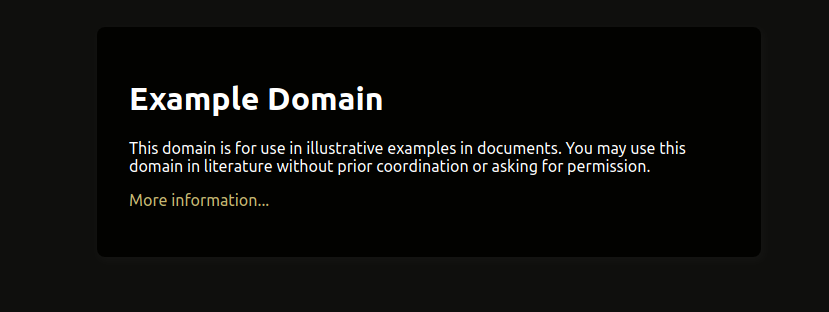 Example Domain
This domain is for use in illustrative examples in documents. You may use this
domain in literature without prior coordination or asking for permission.
More information...